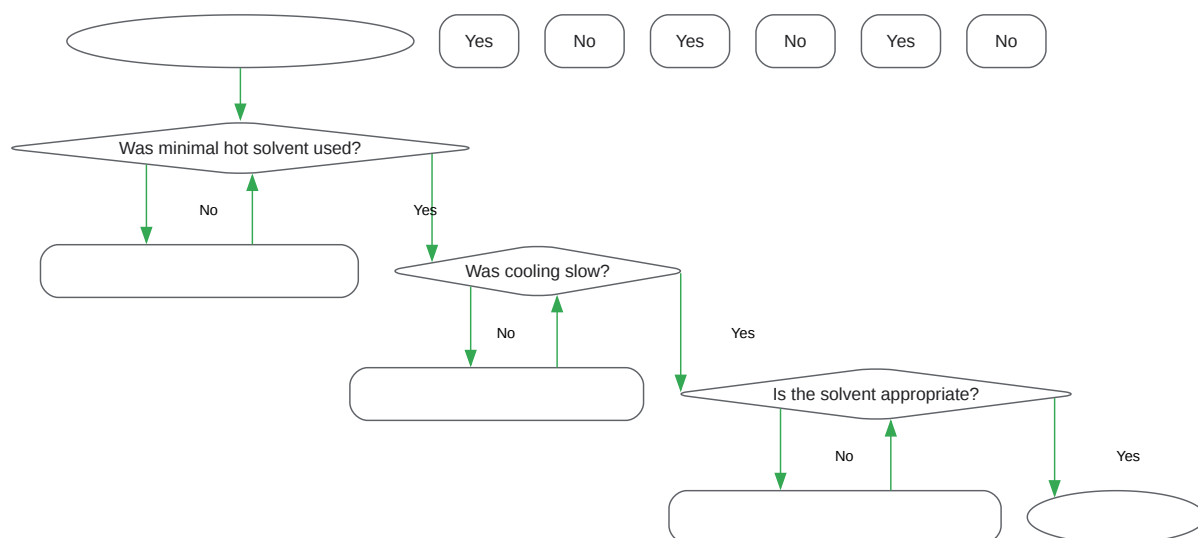 Yes
No
Yes
No
Yes
No
Was minimal hot solvent used?
No
Yes
Was cooling slow?
No
Yes
Is the solvent appropriate?
No
Yes